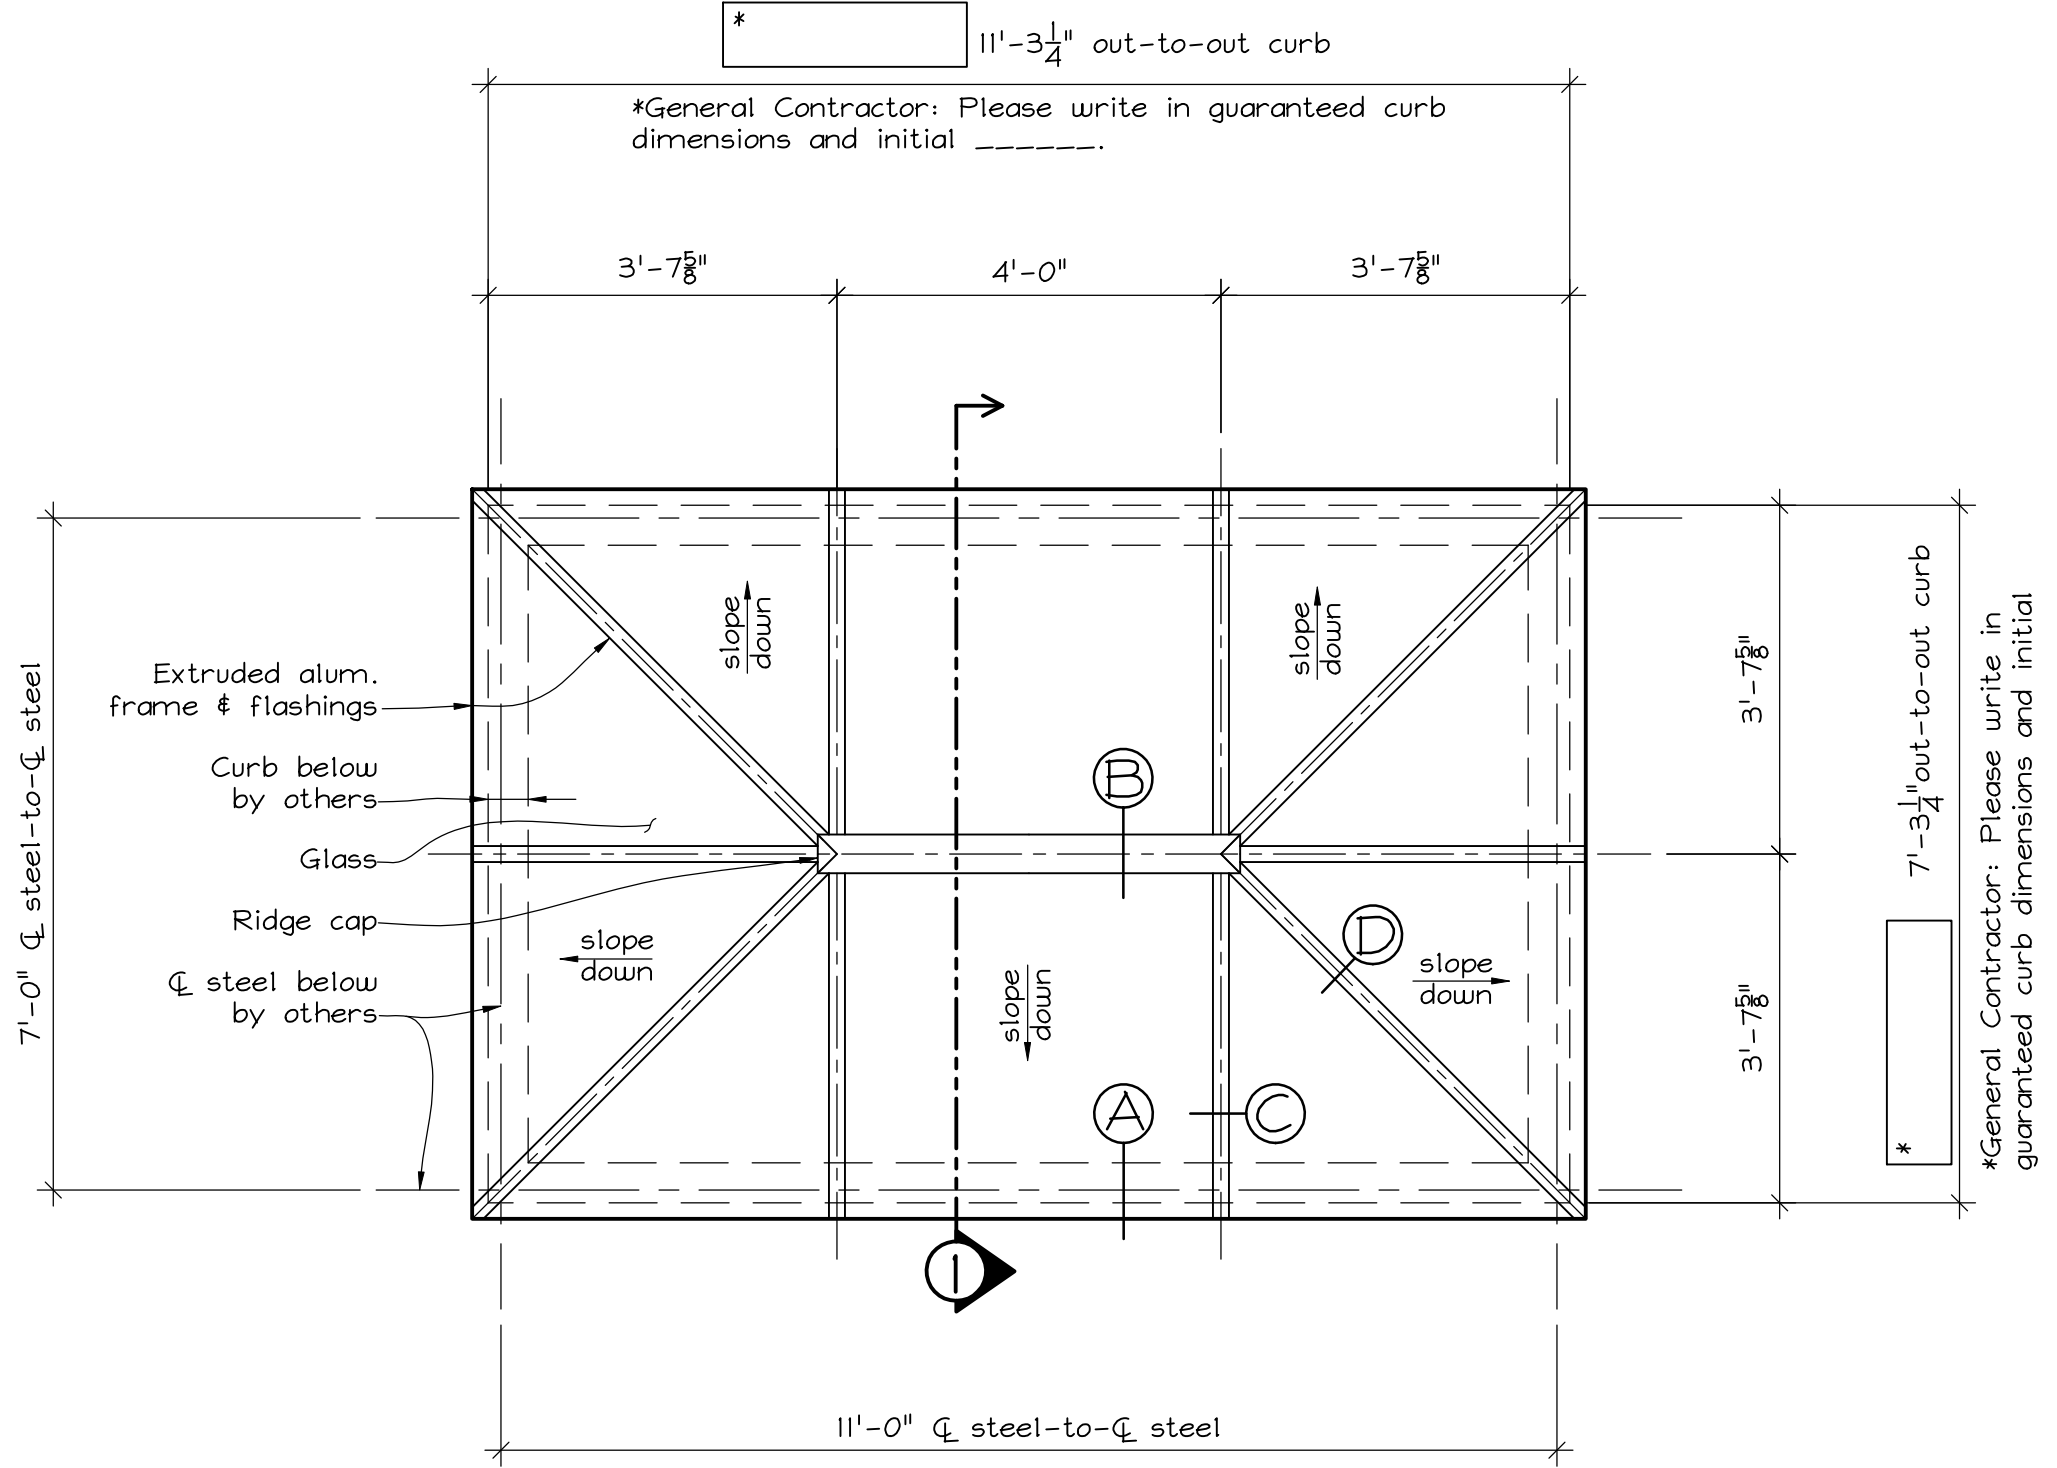 *
11'-3 1/4" out-to-out curb
*General Contractor: Please write in guaranteed curb
dimensions and initial ______.
3'-7 5/8"
4'-0"
3'-7 5/8"
slope
down
slope
down
Extruded alum.
frame & flashings
Curb below
by others
Glass
Ridge cap
℄ steel below
by others
7'-0" ℄ steel-to-℄ steel
B
D
slope
down
slope
down
slope
down
A
C
1
3'-7 5/8"
3'-7 5/8"
7'-3 1/4" out-to-out curb
*
*General Contractor: Please write in
guaranteed curb dimensions and initial
11'-0" ℄ steel-to-℄ steel